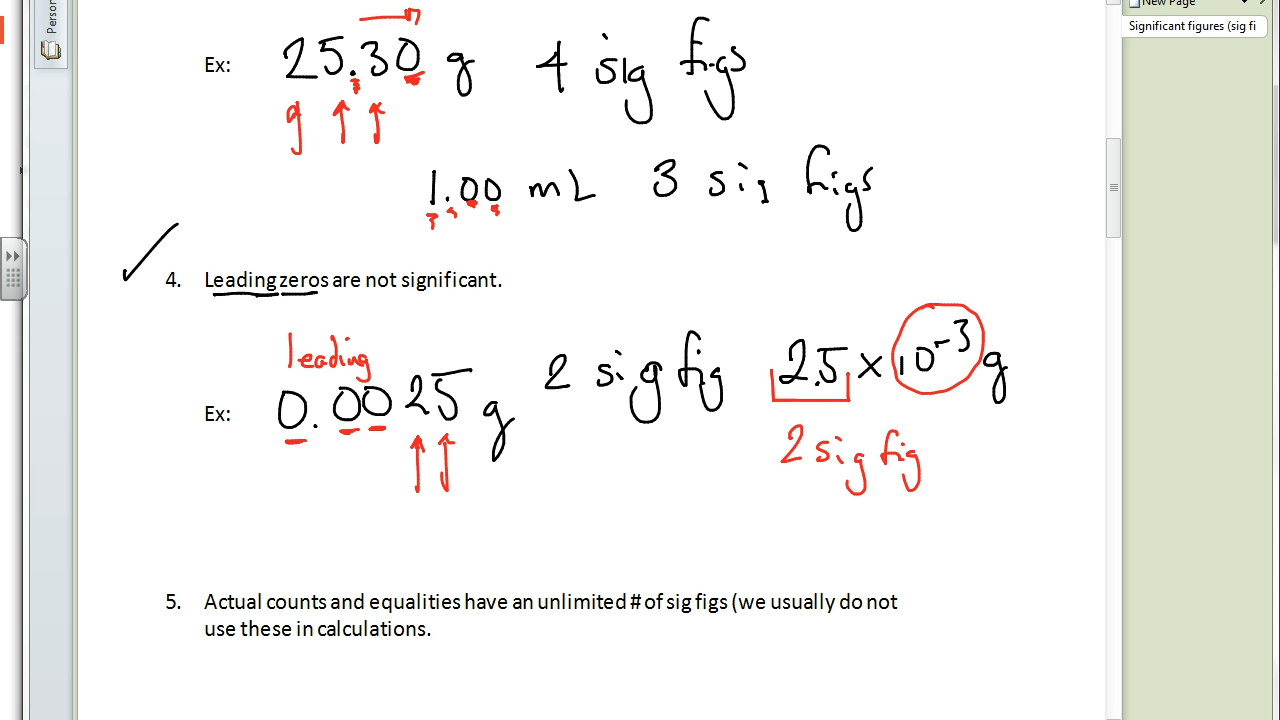 New Page
Person
Significant figures (sig fi
Ex: 25.30 g 4 sig figs
1.00 mL 3 sig figs
4. Leading zeros are not significant.
leading
Ex: 0.0025 g 2 sig fig 2.5 × 10-3 g
2 sig fig
5. Actual counts and equalities have an unlimited # of sig figs (we usually do not
use these in calculations.